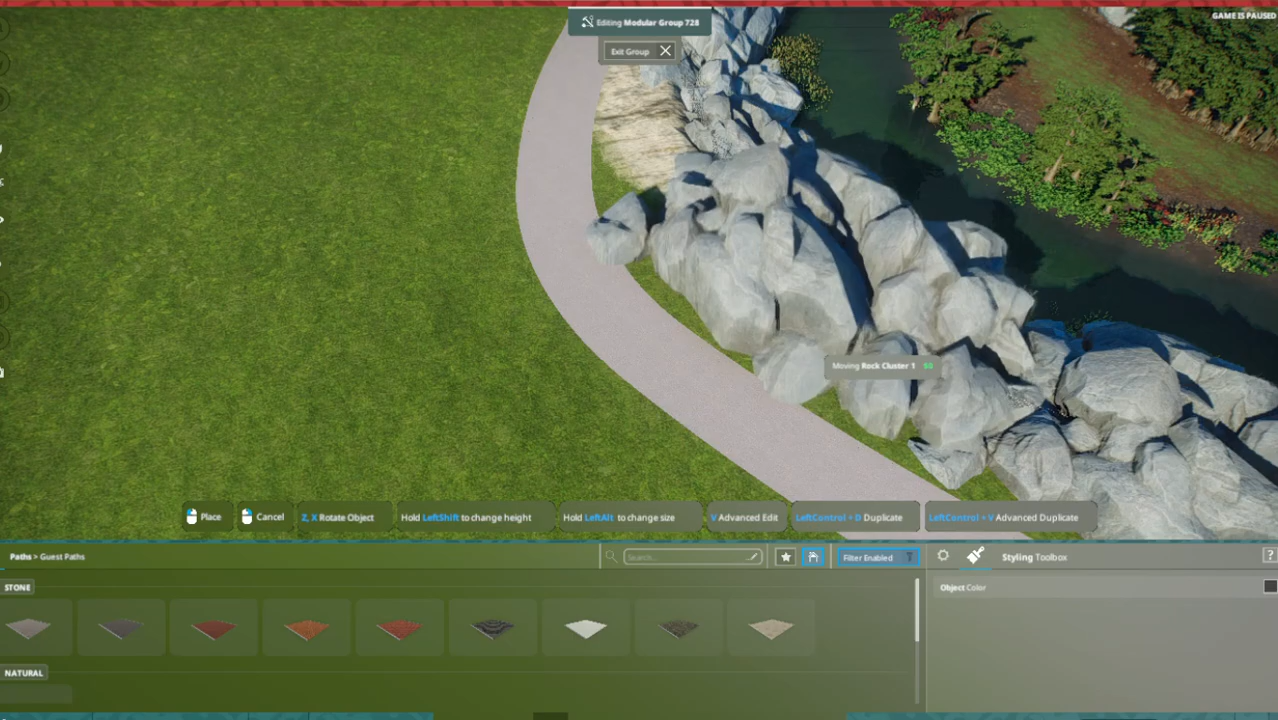 GAME IS PAUSED
Editing Modular Group 728
Exit Group
Moving Rock Cluster 1 $0
Place
Cancel
Z, X Rotate Object
Hold LeftShift to change height
Hold LeftAlt to change size
V Advanced Edit
LeftControl + D Duplicate
LeftControl + V Advanced Duplicate
Paths > Guest Paths
Search...
Filter Enabled
Styling Toolbox
?
STONE
Object Color
NATURAL